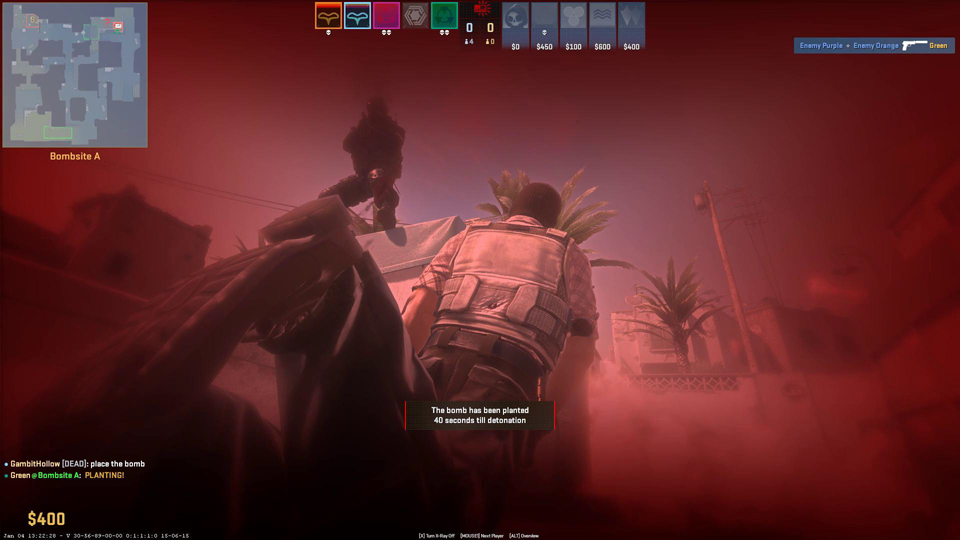 0 0
4 0
$0 $450 $100 $600 $400
Enemy Purple + Enemy Orange Green
Bombsite A
The bomb has been planted
40 seconds till detonation
GambitHollow [DEAD]: place the bomb
Green @ Bombsite A: PLANTING!
$400
[X] Turn X-Ray Off [MOUSE1] Next Player [ALT] Overview